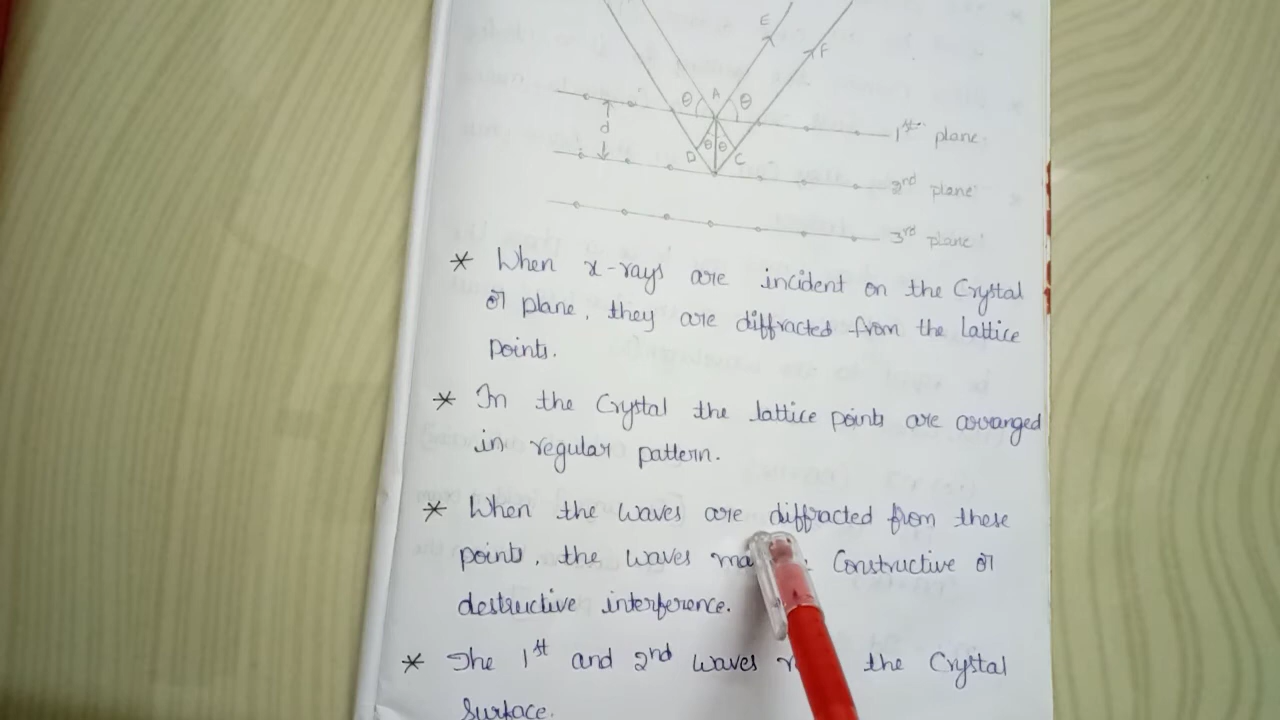 E
F
θ A θ
1st plane
d
D θ θ C
2nd plane
3rd plane
* When x-rays are incident on the Crystal
or plane, they are diffracted from the lattice
points.
* In the Crystal the lattice points are arranged
in regular pattern.
* When the waves are diffracted from these
points, the waves Constructive or
destructive interference.
* The 1st and 2nd waves the Crystal
Surface.